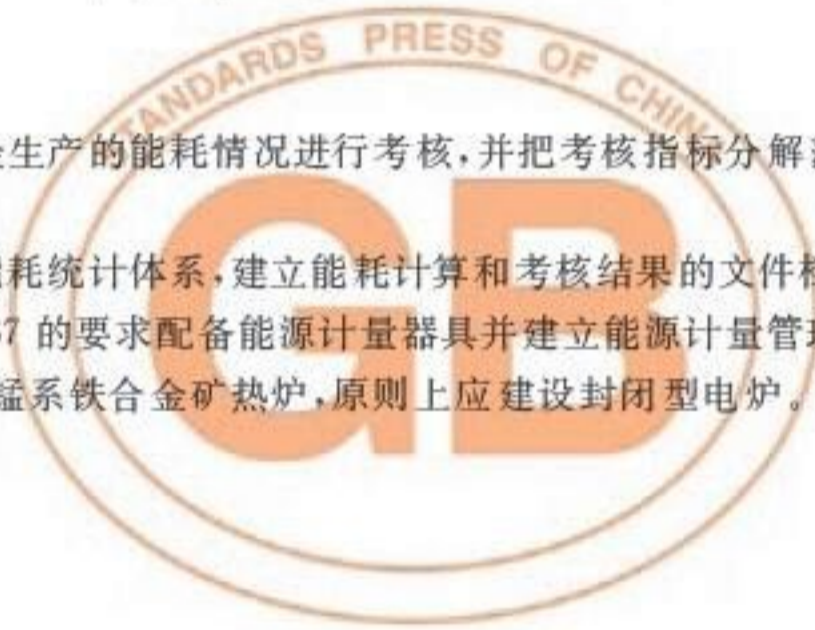 STANDARDS PRESS OF CHINA
生产的能耗情况进行考核,并把考核指标分解
GB
耗统计体系,建立能耗计算和考核结果的文件
7 的要求配备能源计量器具并建立能源计量管
锰系铁合金矿热炉,原则上应建设封闭型电炉。